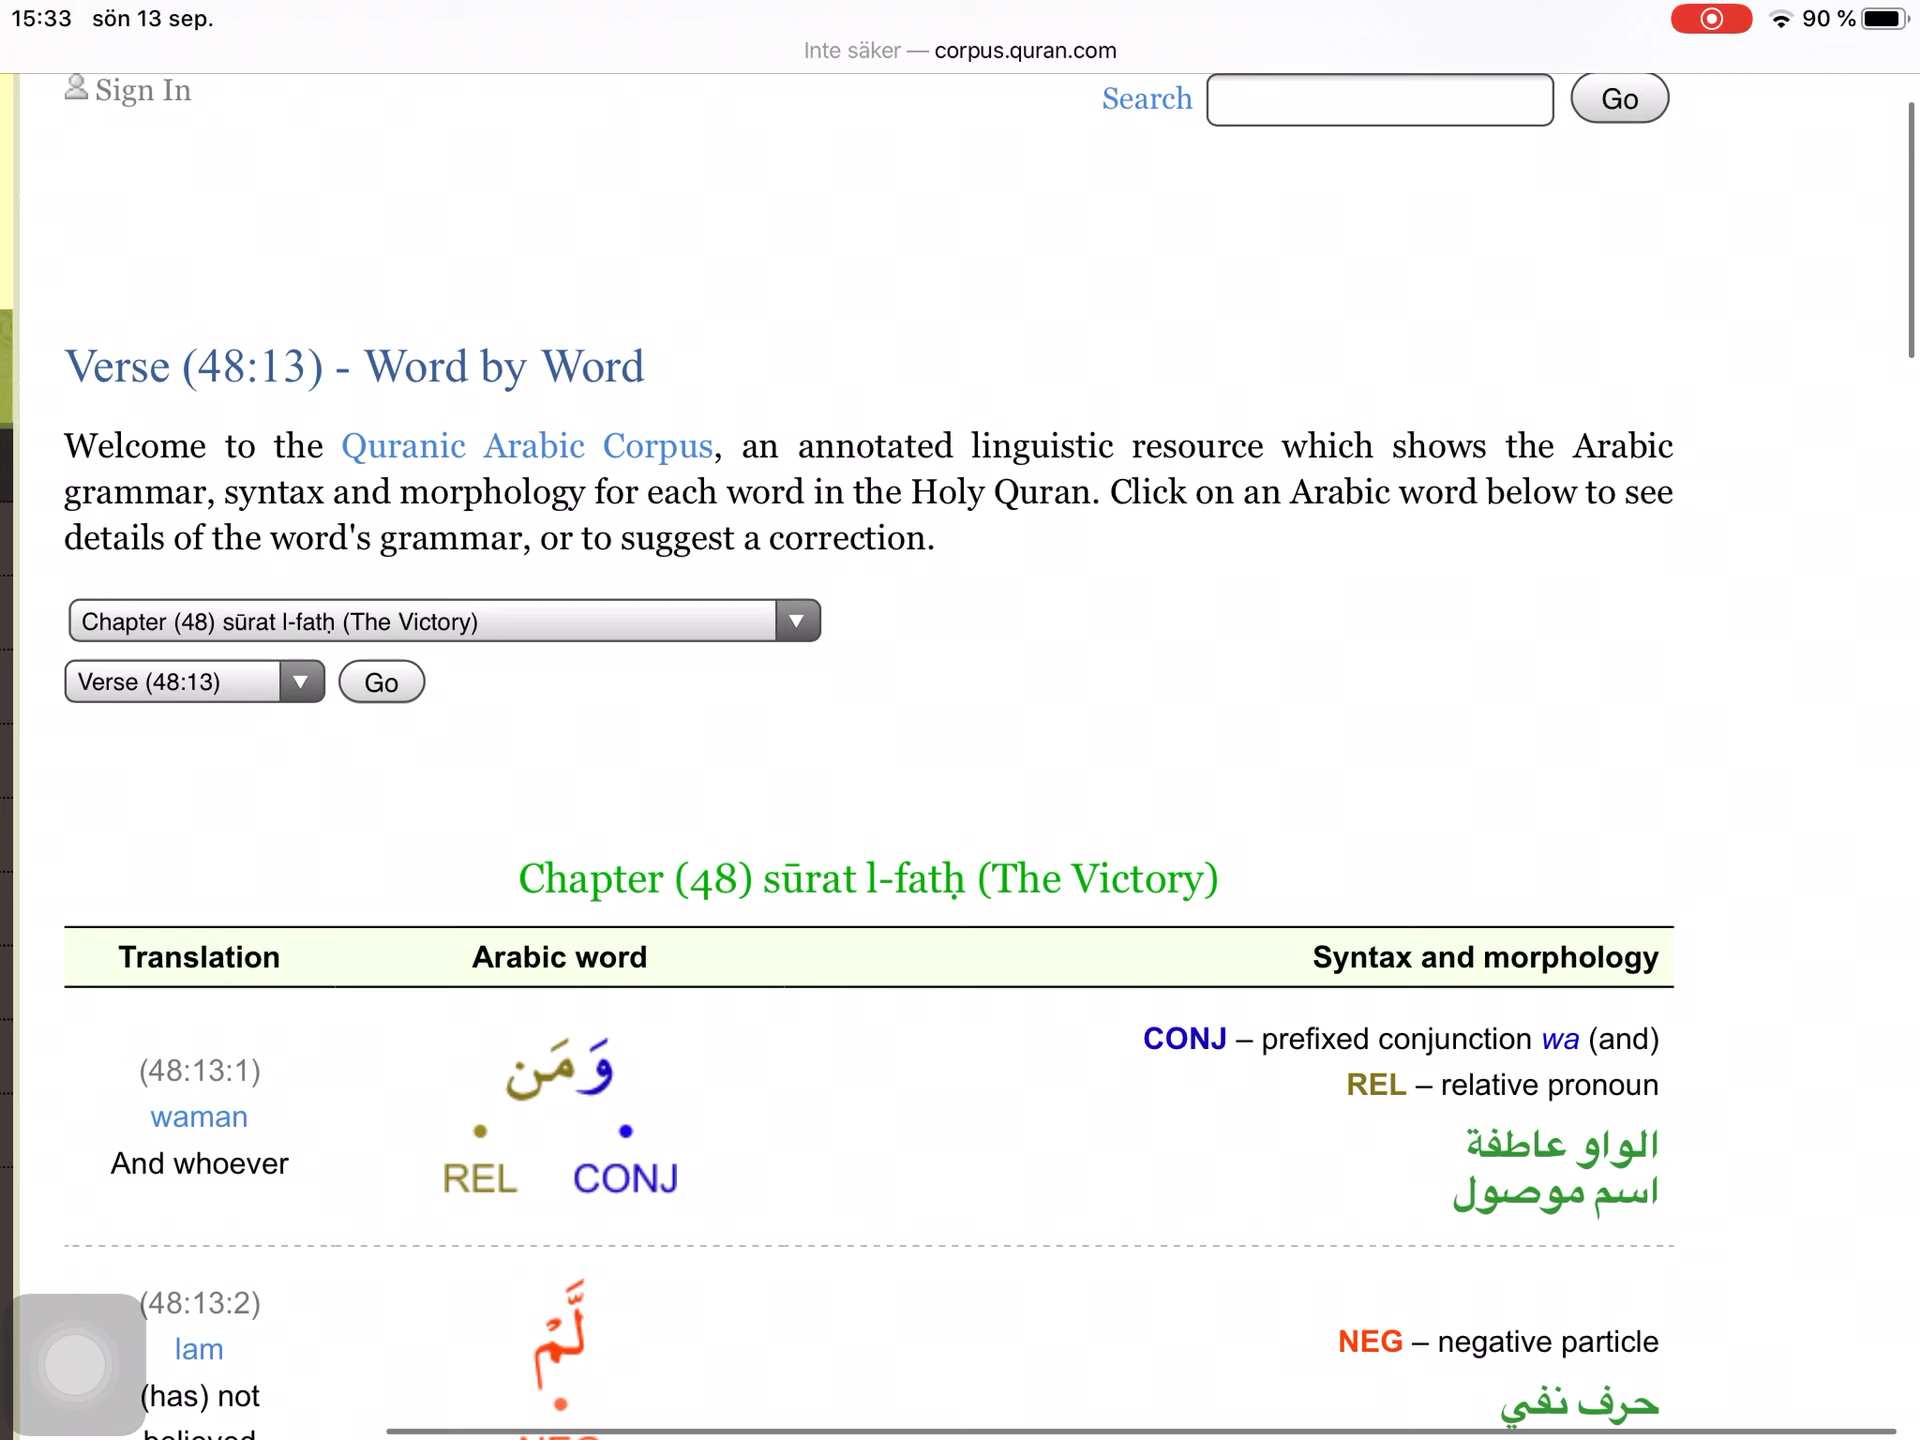 15:33 sön 13 sep.
90 %
Inte säker — corpus.quran.com
Sign In
Search
Go
Verse (48:13) - Word by Word
Welcome to the Quranic Arabic Corpus, an annotated linguistic resource which shows the Arabic
grammar, syntax and morphology for each word in the Holy Quran. Click on an Arabic word below to see
details of the word's grammar, or to suggest a correction.
Chapter (48) sūrat l-fatḥ (The Victory)
Verse (48:13)
Go
Chapter (48) sūrat l-fatḥ (The Victory)
Translation Arabic word Syntax and morphology
(48:13:1)
waman
And whoever
وَمَن
REL CONJ
CONJ – prefixed conjunction wa (and)
REL – relative pronoun
الواو عاطفة
اسم موصول
(48:13:2)
lam
(has) not
believed
لَّمْ
NEG
NEG – negative particle
حرف نفي